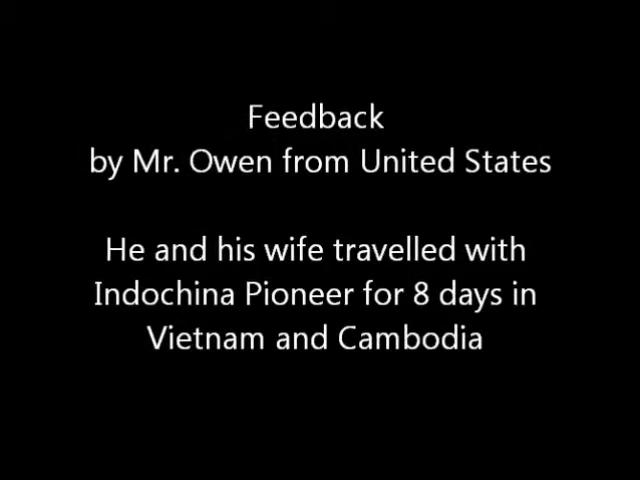 Feedback
by Mr. Owen from United States
He and his wife travelled with
Indochina Pioneer for 8 days in
Vietnam and Cambodia